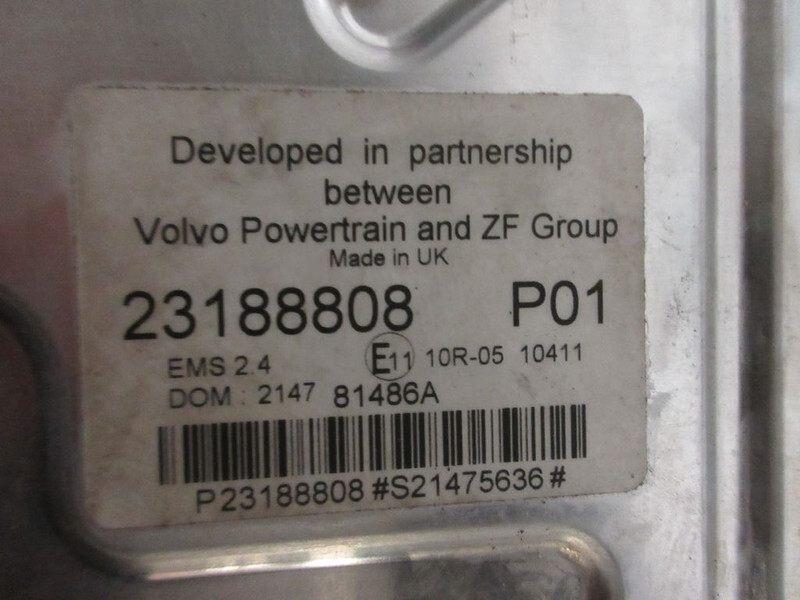 Developed in partnership
between
Volvo Powertrain and ZF Group
Made in UK
23188808 P01
EMS 2.4 E11 10R-05 10411
DOM : 2147 81486A
P23188808#S21475636#